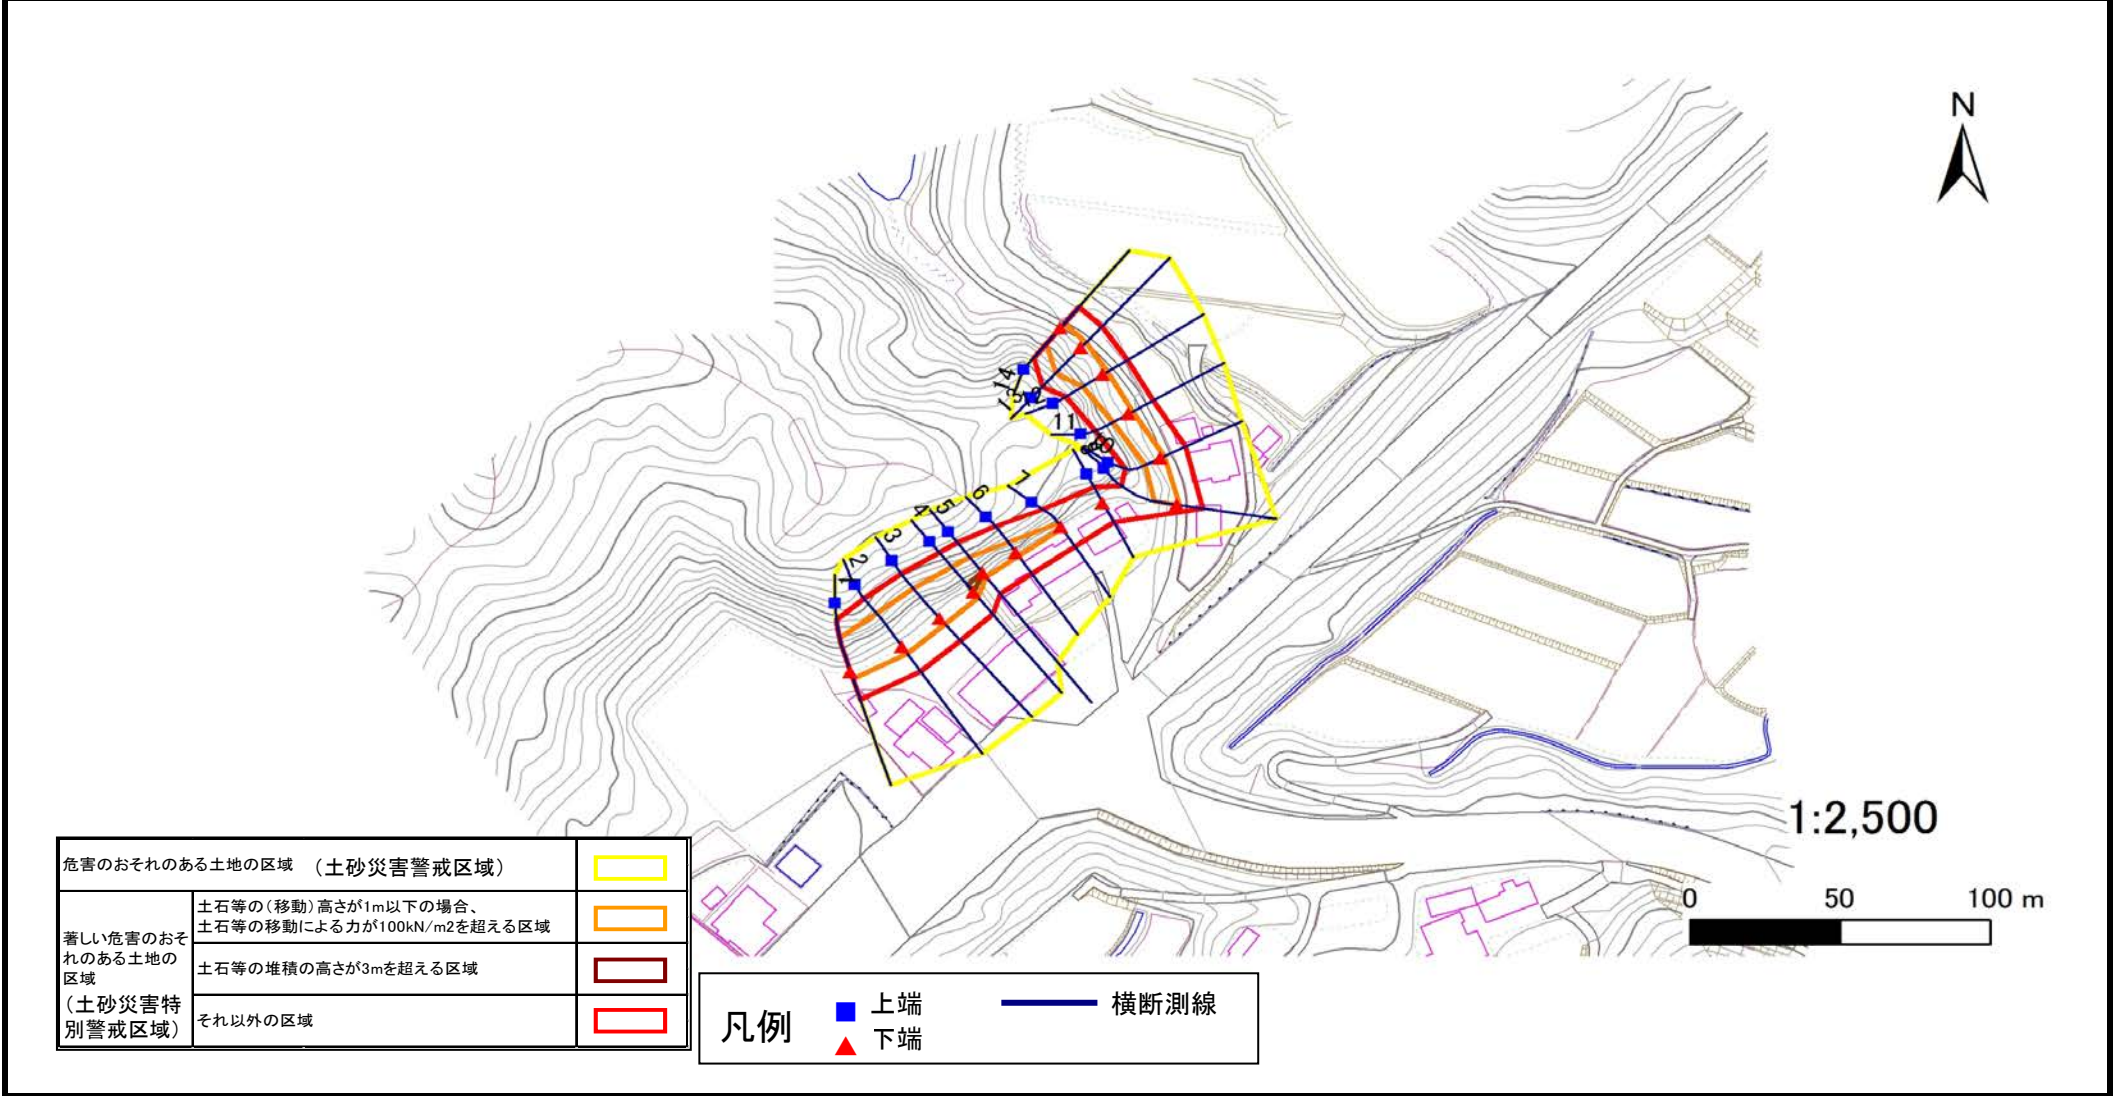 N
14
13
12
11
10
7
6
5
4
3
2
1
1:2,500
0 50 100 m
危害のおそれのある土地の区域 (土砂災害警戒区域)
著しい危害のおそ
れのある土地の
区域
(土砂災害特
別警戒区域)
土石等の(移動)高さが1m以下の場合、
土石等の移動による力が100kN/m2を超える区域
土石等の堆積の高さが3mを超える区域
それ以外の区域
凡例
上端
下端
横断測線